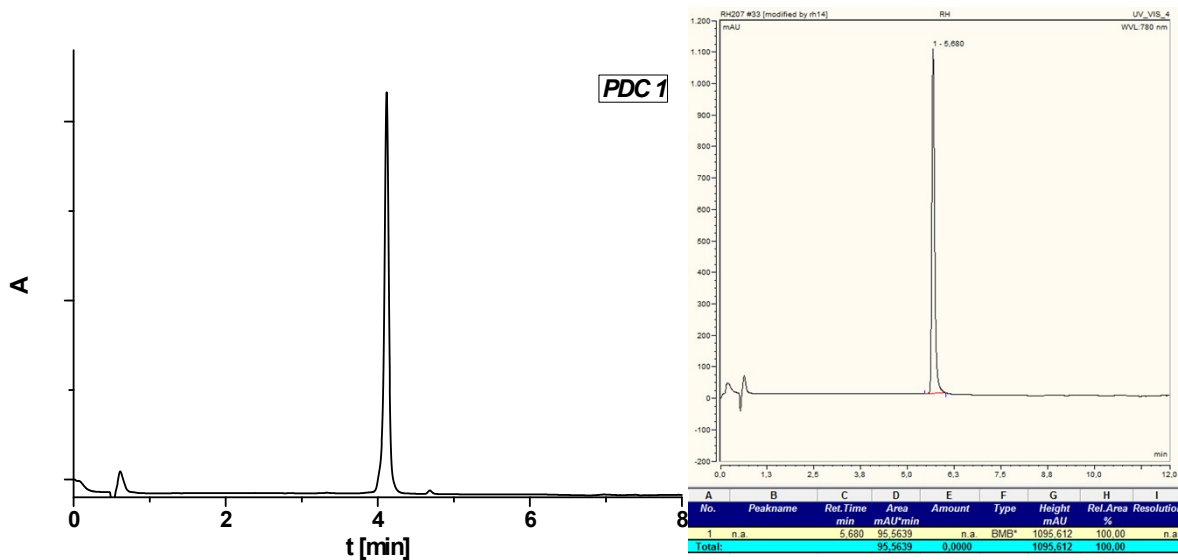 PDC 1
A
0
2
4
6
8
t [min]
RH207 #33 [modified by rh14]
RH
UV_VIS_4
1.200
mAU
WVL:780 nm
1 - 5,680
1.100
1.000
900
800
700
600
500
400
300
200
100
0
-100
-200
min
0,0
1,3
2,5
3,8
5,0
6,3
7,5
8,8
10,0
12,0
A B C D E F G H I
No. Peakname Ret.Time Area Amount Type Height Rel.Area Resolution
min mAU*min mAU %
1 n.a. 5,680 95,5639 n.a. BMB* 1095,612 100,00 n.a
Total: 95,5639 0,0000 1095,612 100,00